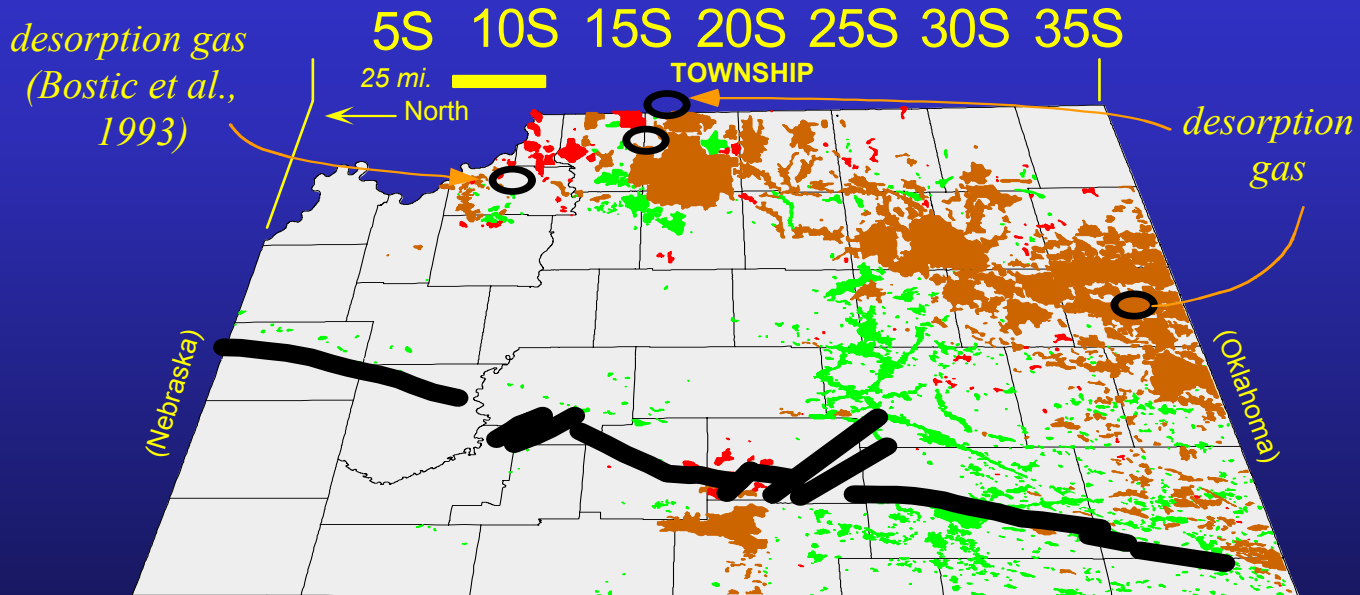 desorption gas
(Bostic et al.,
1993)
5S 10S 15S 20S 25S 30S 35S
TOWNSHIP
25 mi.
North
desorption
gas
(Nebraska)
(Oklahoma)